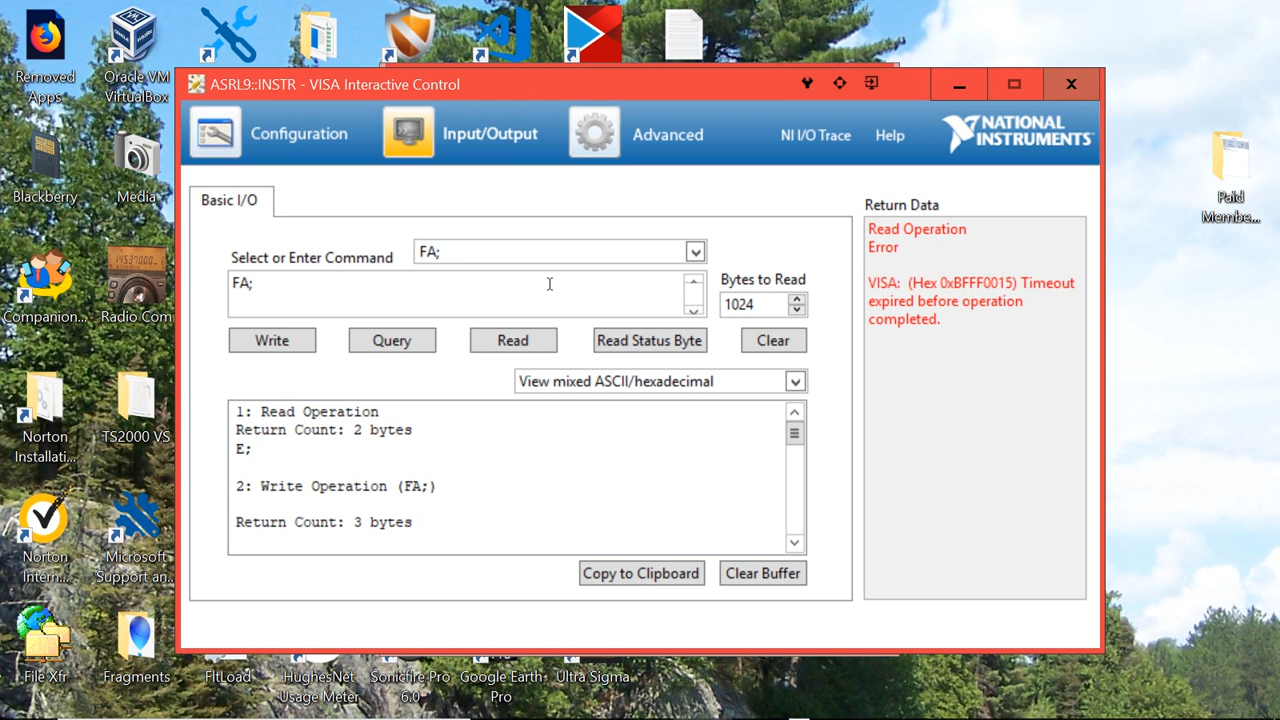 Removed
Apps
Oracle VM
VirtualBox
ASRL9::INSTR - VISA Interactive Control
Configuration
Input/Output
Advanced
NI I/O Trace
Help
NATIONAL
INSTRUMENTS
Blackberry
Media
Paid
Membe...
Basic I/O
Return Data
Select or Enter Command
FA;
FA;
Bytes to Read
1024
Read Operation
Error
VISA: (Hex 0xBFFF0015) Timeout
expired before operation
completed.
Companion...
Radio Com
Write
Query
Read
Read Status Byte
Clear
View mixed ASCII/hexadecimal
1: Read Operation
Return Count: 2 bytes
E;
2: Write Operation (FA;)
Return Count: 3 bytes
Norton
Installati...
TS2000 VS
Norton
Intern...
Microsoft
Support an...
Copy to Clipboard
Clear Buffer
File Xfr
Fragments
FltLoad
HughesNet
Usage Meter
Sonicfire Pro
6.0
Google Earth
Pro
Ultra Sigma